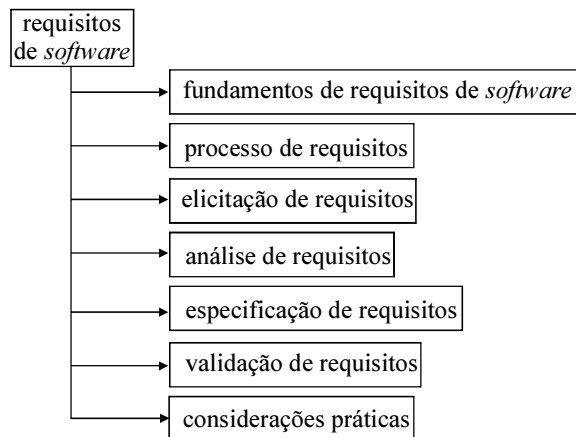 requisitos
de software
fundamentos de requisitos de software
processo de requisitos
elicitação de requisitos
análise de requisitos
especificação de requisitos
validação de requisitos
considerações práticas